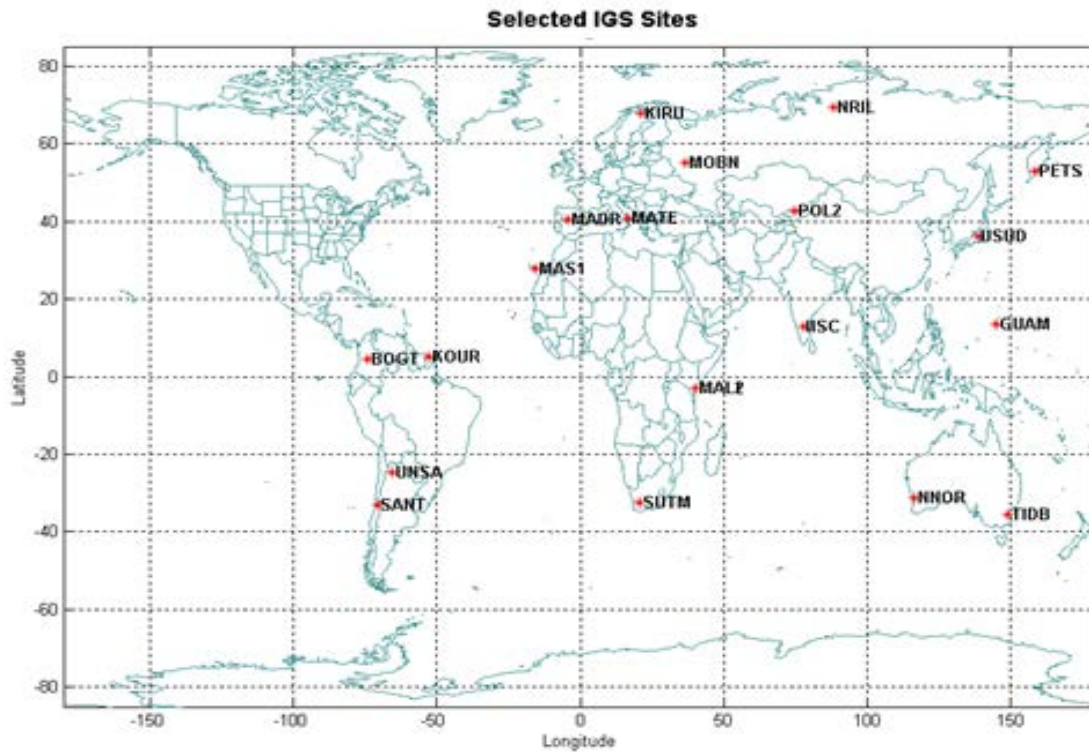 Selected IGS Sites
80
KIRU
NRIL
60
MOBN
PETS
POL2
40
MADR
MATE
USUD
MAS1
20
IISC
GUAM
BOGT
KOUR
0
MALI
-20
UNSA
SANT
SUTM
NNOR
TIDB
-40
-60
-80
-150
-100
-50
0
50
100
150
Latitude
Longitude